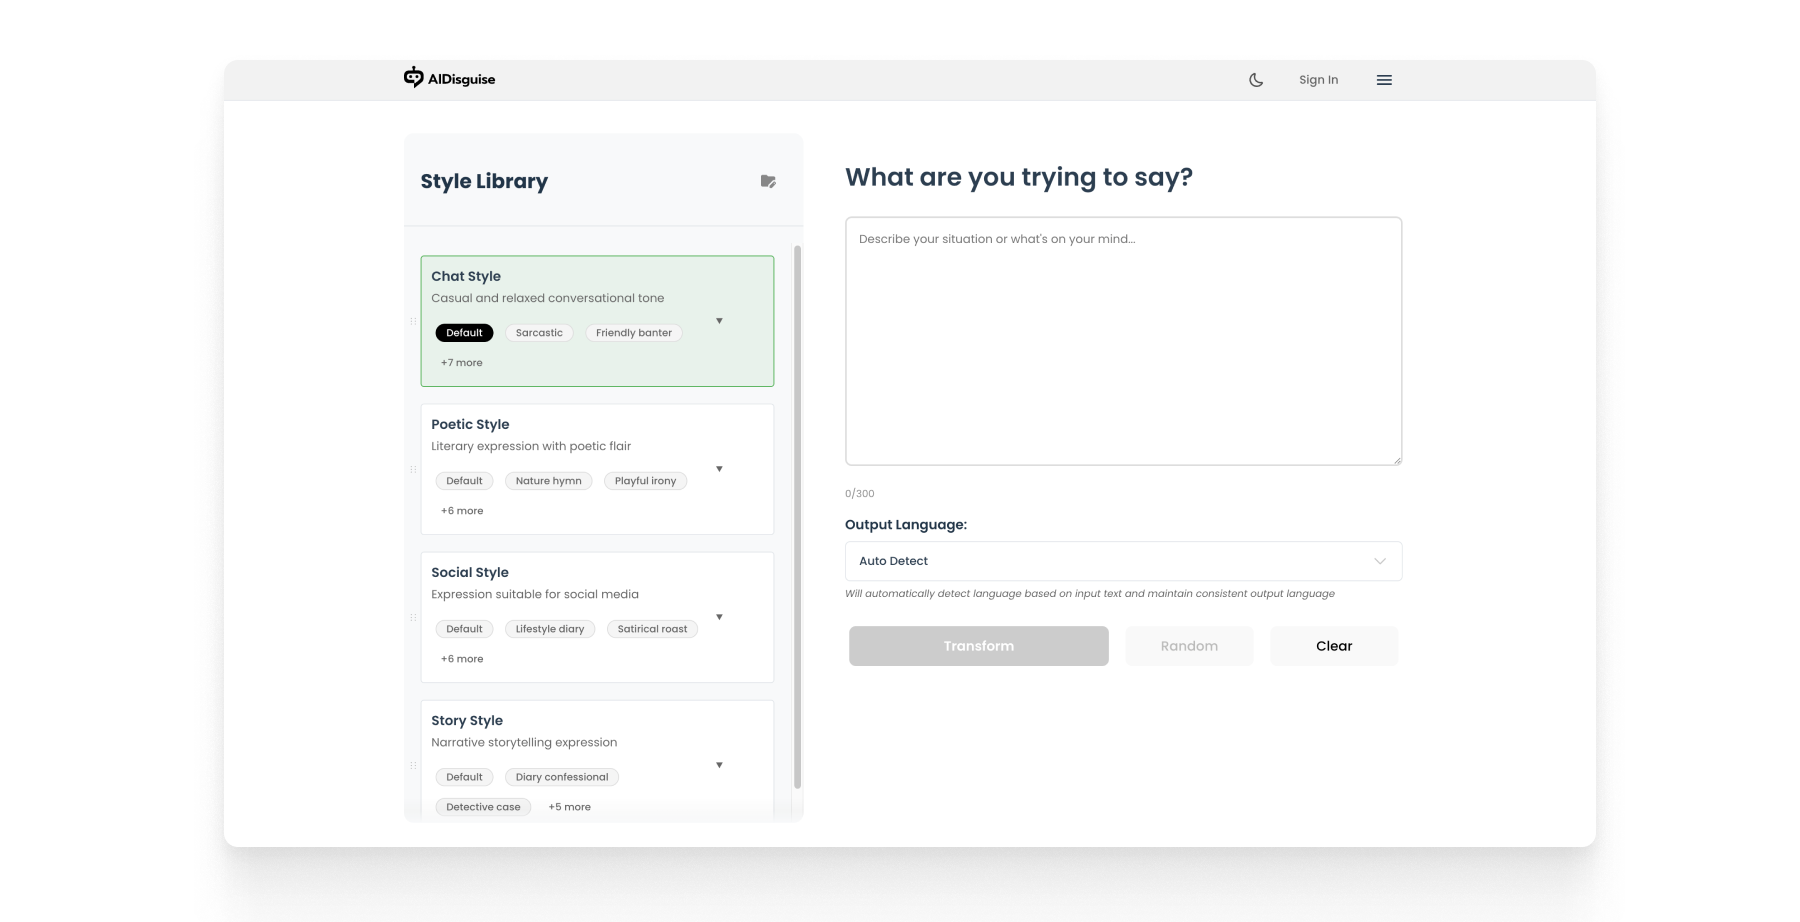 AIDisguise
Sign In
Style Library
Chat Style
Casual and relaxed conversational tone
Default
Sarcastic
Friendly banter
+7 more
Poetic Style
Literary expression with poetic flair
Default
Nature hymn
Playful irony
+6 more
Social Style
Expression suitable for social media
Default
Lifestyle diary
Satirical roast
+6 more
Story Style
Narrative storytelling expression
Default
Diary confessional
Detective case
+5 more
What are you trying to say?
Describe your situation or what's on your mind...
0/300
Output Language:
Auto Detect
Will automatically detect language based on input text and maintain consistent output language
Transform
Random
Clear